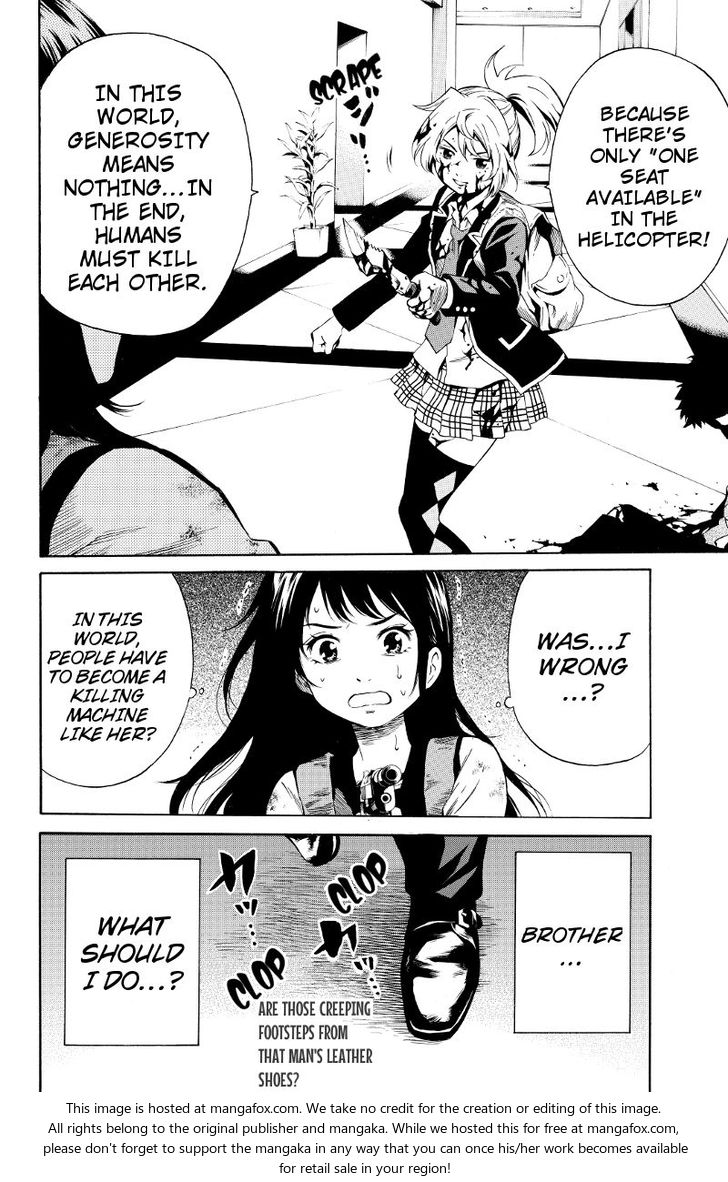 BECAUSE
THERE'S
ONLY "ONE
SEAT
AVAILABLE"
IN THE
HELICOPTER!
SCRAPE
ジリ…
IN THIS
WORLD,
GENEROSITY
MEANS
NOTHING...IN
THE END,
HUMANS
MUST KILL
EACH OTHER.
WAS...I
WRONG
...?
IN THIS
WORLD,
PEOPLE HAVE
TO BECOME A
KILLING
MACHINE
LIKE HER?
BROTHER
...
CLOP
カッ…
CLOP
カッ…
ARE THOSE CREEPING
FOOTSTEPS FROM
THAT MAN'S LEATHER
SHOES?
WHAT
SHOULD
I DO...?
This image is hosted at mangafox.com. We take no credit for the creation or editing of this image.
All rights belong to the original publisher and mangaka. While we hosted this for free at mangafox.com,
please don't forget to support the mangaka in any way that you can once his/her work becomes available
for retail sale in your region!